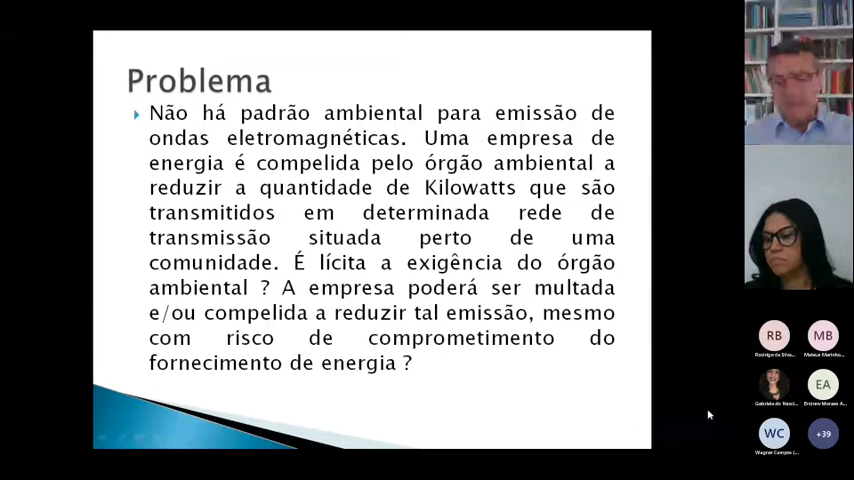 Problema
Não há padrão ambiental para emissão de
ondas eletromagnéticas. Uma empresa de
energia é compelida pelo órgão ambiental a
reduzir a quantidade de Kilowatts que são
transmitidos em determinada rede de
transmissão situada perto de uma
comunidade. É lícita a exigência do órgão
ambiental ? A empresa poderá ser multada
e/ou compelida a reduzir tal emissão, mesmo
com risco de comprometimento do
fornecimento de energia ?
RB
MB
Rodrigo da Silva...
Mateus Marinho...
EA
Gabriela do Nasci...
WC
+39
Wagner Campos (...